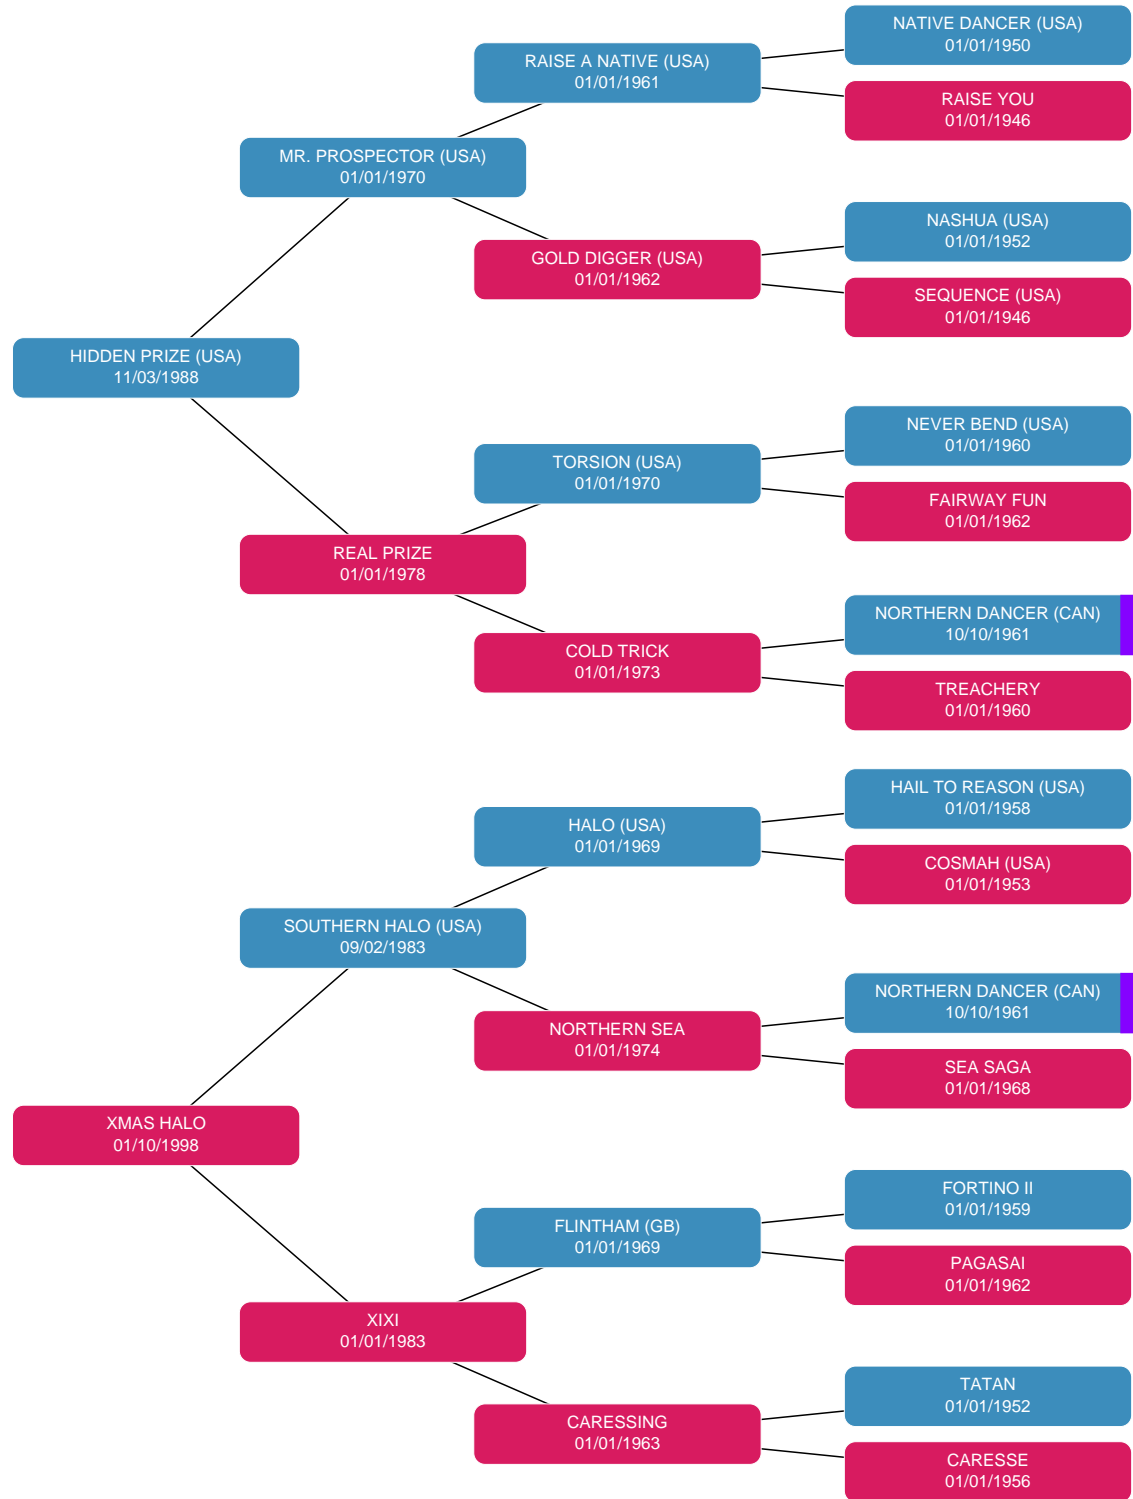 NATIVE DANCER (USA)
01/01/1950
RAISE A NATIVE (USA)
01/01/1961
RAISE YOU
01/01/1946
MR. PROSPECTOR (USA)
01/01/1970
NASHUA (USA)
01/01/1952
GOLD DIGGER (USA)
01/01/1962
SEQUENCE (USA)
01/01/1946
HIDDEN PRIZE (USA)
11/03/1988
NEVER BEND (USA)
01/01/1960
TORSION (USA)
01/01/1970
FAIRWAY FUN
01/01/1962
REAL PRIZE
01/01/1978
NORTHERN DANCER (CAN)
10/10/1961
COLD TRICK
01/01/1973
TREACHERY
01/01/1960
HAIL TO REASON (USA)
01/01/1958
HALO (USA)
01/01/1969
COSMAH (USA)
01/01/1953
SOUTHERN HALO (USA)
09/02/1983
NORTHERN DANCER (CAN)
10/10/1961
NORTHERN SEA
01/01/1974
SEA SAGA
01/01/1968
XMAS HALO
01/10/1998
FORTINO II
01/01/1959
FLINTHAM (GB)
01/01/1969
PAGASAI
01/01/1962
XIXI
01/01/1983
TATAN
01/01/1952
CARESSING
01/01/1963
CARESSE
01/01/1956